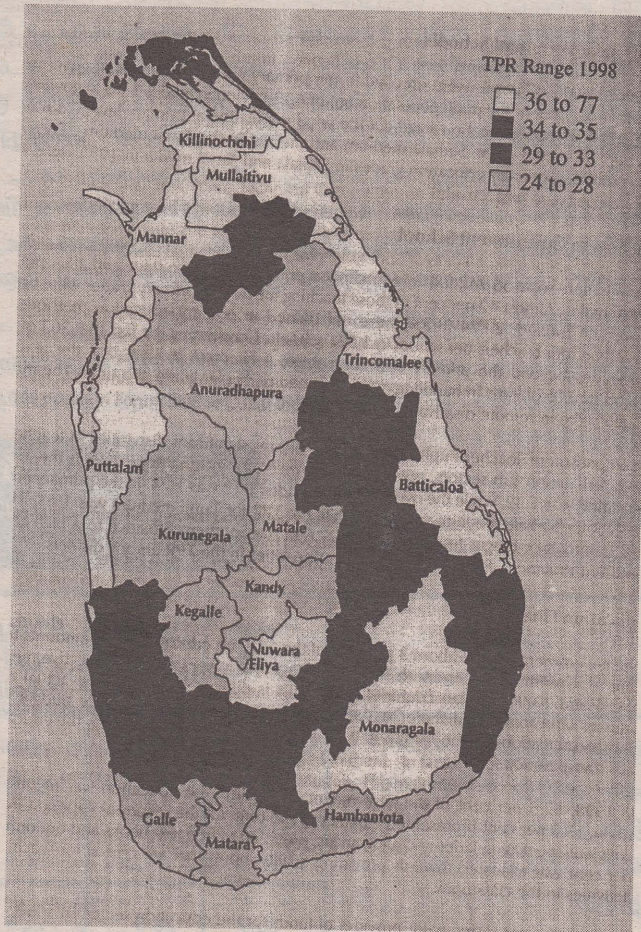 TPR Range 1998
36 to 77
34 to 35
29 to 33
24 to 28
Killinochchi
Mullaitivu
Mannar
Trincomalee
Anuradhapura
Puttalam
Batticaloa
Kurunegala
Matale
Kandy
Kegalle
Nuwara
Eliya
Monaragala
Galle
Hambantota
Matara